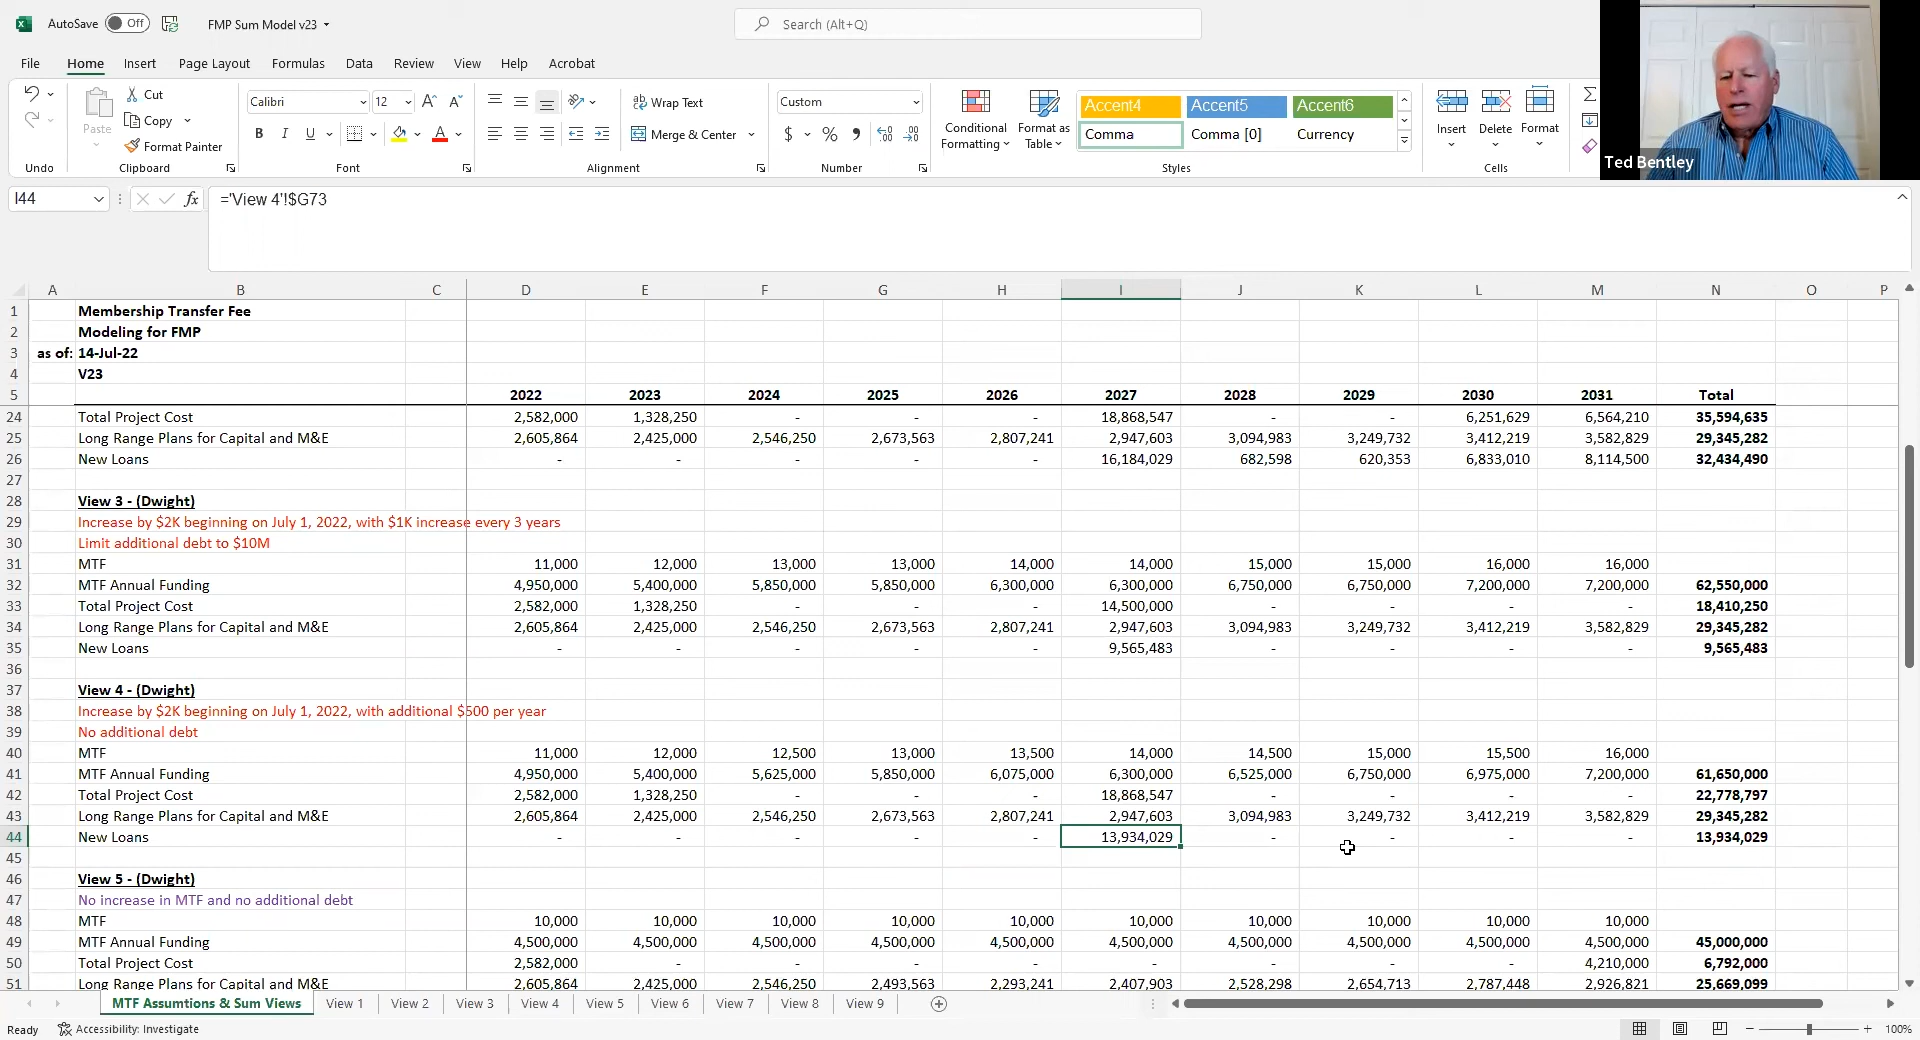 AutoSave Off FMP Sum Model v23 Search (Alt+Q)
File Home Insert Page Layout Formulas Data Review View Help Acrobat
Cut Calibri 12 A^ A˅ Wrap Text Custom Accent4 Accent5 Accent6
Paste Copy B I U A Merge & Center $ % Conditional Formatting Format as Table Comma Comma [0] Currency Insert Delete Format
Format Painter
Undo Clipboard Font Alignment Number Styles Cells
Ted Bentley
I44 fx ='View 4'!$G73
A B C D E F G H I J K L M N O P
1 Membership Transfer Fee
2 Modeling for FMP
3 as of: 14-Jul-22
4 V23
5 2022 2023 2024 2025 2026 2027 2028 2029 2030 2031 Total
24 Total Project Cost 2,582,000 1,328,250 - - - 18,868,547 - - 6,251,629 6,564,210 35,594,635
25 Long Range Plans for Capital and M&E 2,605,864 2,425,000 2,546,250 2,673,563 2,807,241 2,947,603 3,094,983 3,249,732 3,412,219 3,582,829 29,345,282
26 New Loans - - - - - 16,184,029 682,598 620,353 6,833,010 8,114,500 32,434,490
27
28 View 3 - (Dwight)
29 Increase by $2K beginning on July 1, 2022, with $1K increase every 3 years
30 Limit additional debt to $10M
31 MTF 11,000 12,000 13,000 13,000 14,000 14,000 15,000 15,000 16,000 16,000
32 MTF Annual Funding 4,950,000 5,400,000 5,850,000 5,850,000 6,300,000 6,300,000 6,750,000 6,750,000 7,200,000 7,200,000 62,550,000
33 Total Project Cost 2,582,000 1,328,250 - - - 14,500,000 - - - - 18,410,250
34 Long Range Plans for Capital and M&E 2,605,864 2,425,000 2,546,250 2,673,563 2,807,241 2,947,603 3,094,983 3,249,732 3,412,219 3,582,829 29,345,282
35 New Loans - - - - - 9,565,483 - - - - 9,565,483
36
37 View 4 - (Dwight)
38 Increase by $2K beginning on July 1, 2022, with additional $500 per year
39 No additional debt
40 MTF 11,000 12,000 12,500 13,000 13,500 14,000 14,500 15,000 15,500 16,000
41 MTF Annual Funding 4,950,000 5,400,000 5,625,000 5,850,000 6,075,000 6,300,000 6,525,000 6,750,000 6,975,000 7,200,000 61,650,000
42 Total Project Cost 2,582,000 1,328,250 - - - 18,868,547 - - - - 22,778,797
43 Long Range Plans for Capital and M&E 2,605,864 2,425,000 2,546,250 2,673,563 2,807,241 2,947,603 3,094,983 3,249,732 3,412,219 3,582,829 29,345,282
44 New Loans - - - - - 13,934,029 - - - - 13,934,029
45
46 View 5 - (Dwight)
47 No increase in MTF and no additional debt
48 MTF 10,000 10,000 10,000 10,000 10,000 10,000 10,000 10,000 10,000 10,000
49 MTF Annual Funding 4,500,000 4,500,000 4,500,000 4,500,000 4,500,000 4,500,000 4,500,000 4,500,000 4,500,000 4,500,000 45,000,000
50 Total Project Cost 2,582,000 - - - - - - - - 4,210,000 6,792,000
51 Long Range Plans for Capital and M&E 2,605,864 2,425,000 2,546,250 2,493,563 2,293,241 2,407,903 2,528,298 2,654,713 2,787,448 2,926,821 25,669,099
MTF Assumtions & Sum Views View 1 View 2 View 3 View 4 View 5 View 6 View 7 View 8 View 9
Ready Accessibility: Investigate 100%